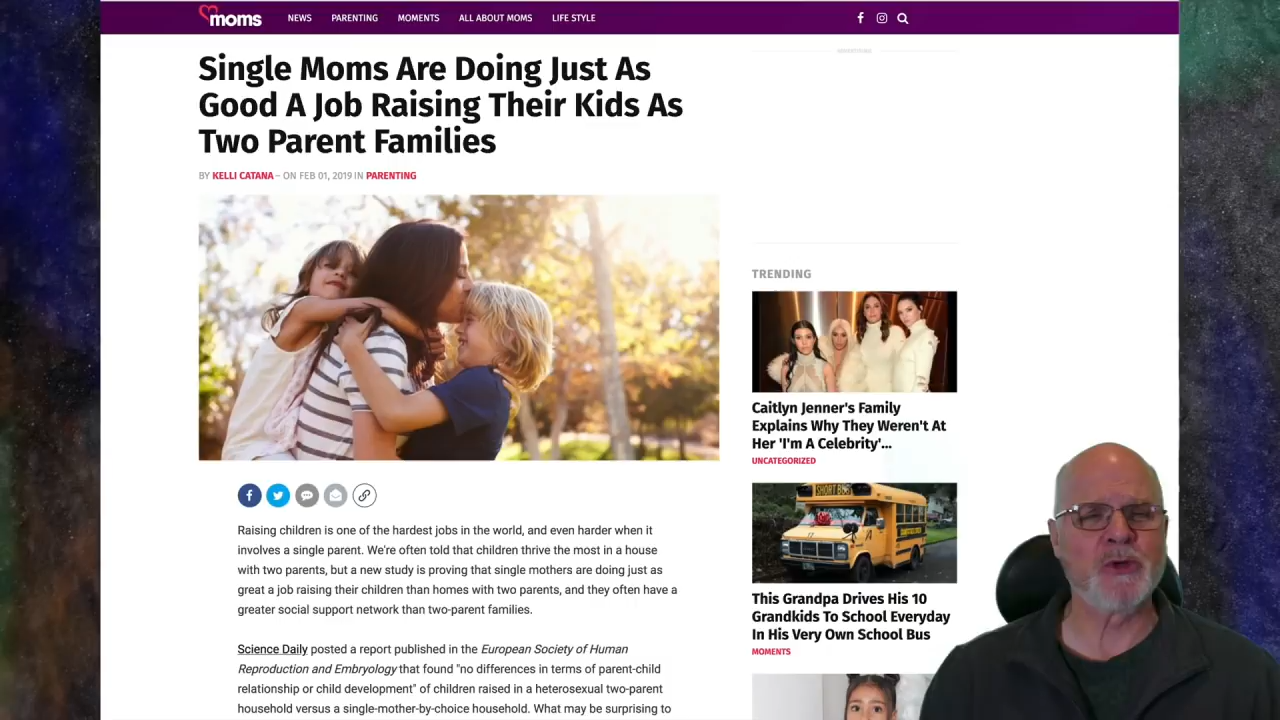 moms
NEWS
PARENTING
MOMENTS
ALL ABOUT MOMS
LIFE STYLE
Single Moms Are Doing Just As
Good A Job Raising Their Kids As
Two Parent Families
BY KELLI CATANA – ON FEB 01, 2019 IN PARENTING
Raising children is one of the hardest jobs in the world, and even harder when it
involves a single parent. We're often told that children thrive the most in a house
with two parents, but a new study is proving that single mothers are doing just as
great a job raising their children than homes with two parents, and they often have a
greater social support network than two-parent families.
Science Daily posted a report published in the European Society of Human
Reproduction and Embryology that found "no differences in terms of parent-child
relationship or child development" of children raised in a heterosexual two-parent
household versus a single-mother-by-choice household. What may be surprising to
ADVERTISING
TRENDING
Caitlyn Jenner's Family
Explains Why They Weren't At
Her 'I'm A Celebrity'...
UNCATEGORIZED
SHORT BUS
This Grandpa Drives His 10
Grandkids To School Everyday
In His Very Own School Bus
MOMENTS